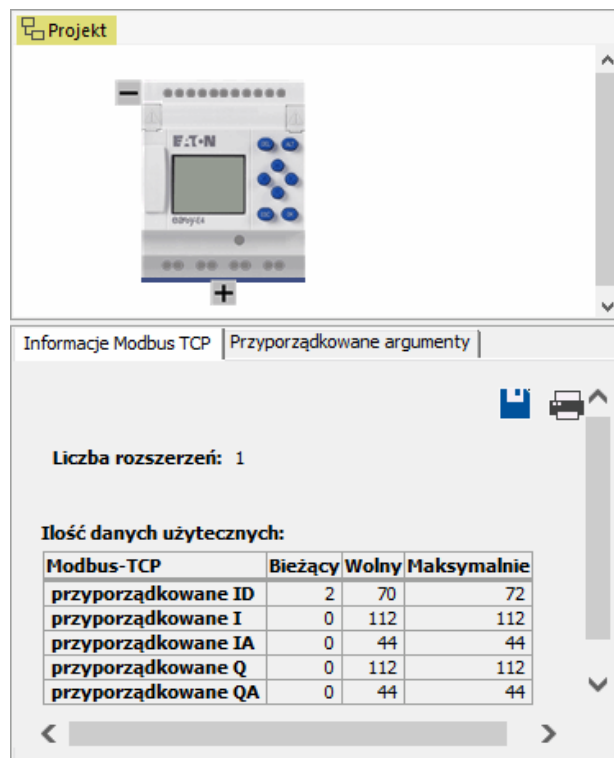 Projekt
EATON
easyE4
Informacje Modbus TCP Przyporządkowane argumenty
Liczba rozszerzeń: 1
Ilość danych użytecznych:
Modbus-TCP Bieżący Wolny Maksymalnie
przyporządkowane ID 2 70 72
przyporządkowane I 0 112 112
przyporządkowane IA 0 44 44
przyporządkowane Q 0 112 112
przyporządkowane QA 0 44 44